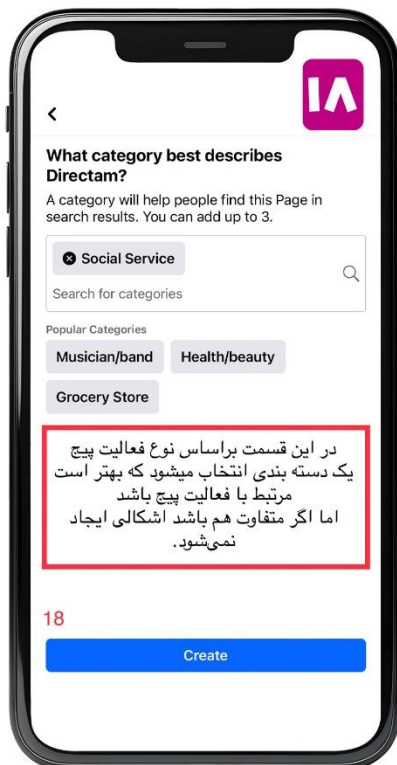 ۱۸
What category best describes
Directam?
A category will help people find this Page in
search results. You can add up to 3.
Social Service
Search for categories
Popular Categories
Musician/band
Health/beauty
Grocery Store
در این قسمت براساس نوع فعالیت پیج
یک دسته بندی انتخاب میشود که بهتر است
مرتبط با فعالیت پیج باشد
اما اگر متفاوت هم باشد اشکالی ایجاد
نمی‌شود.
18
Create